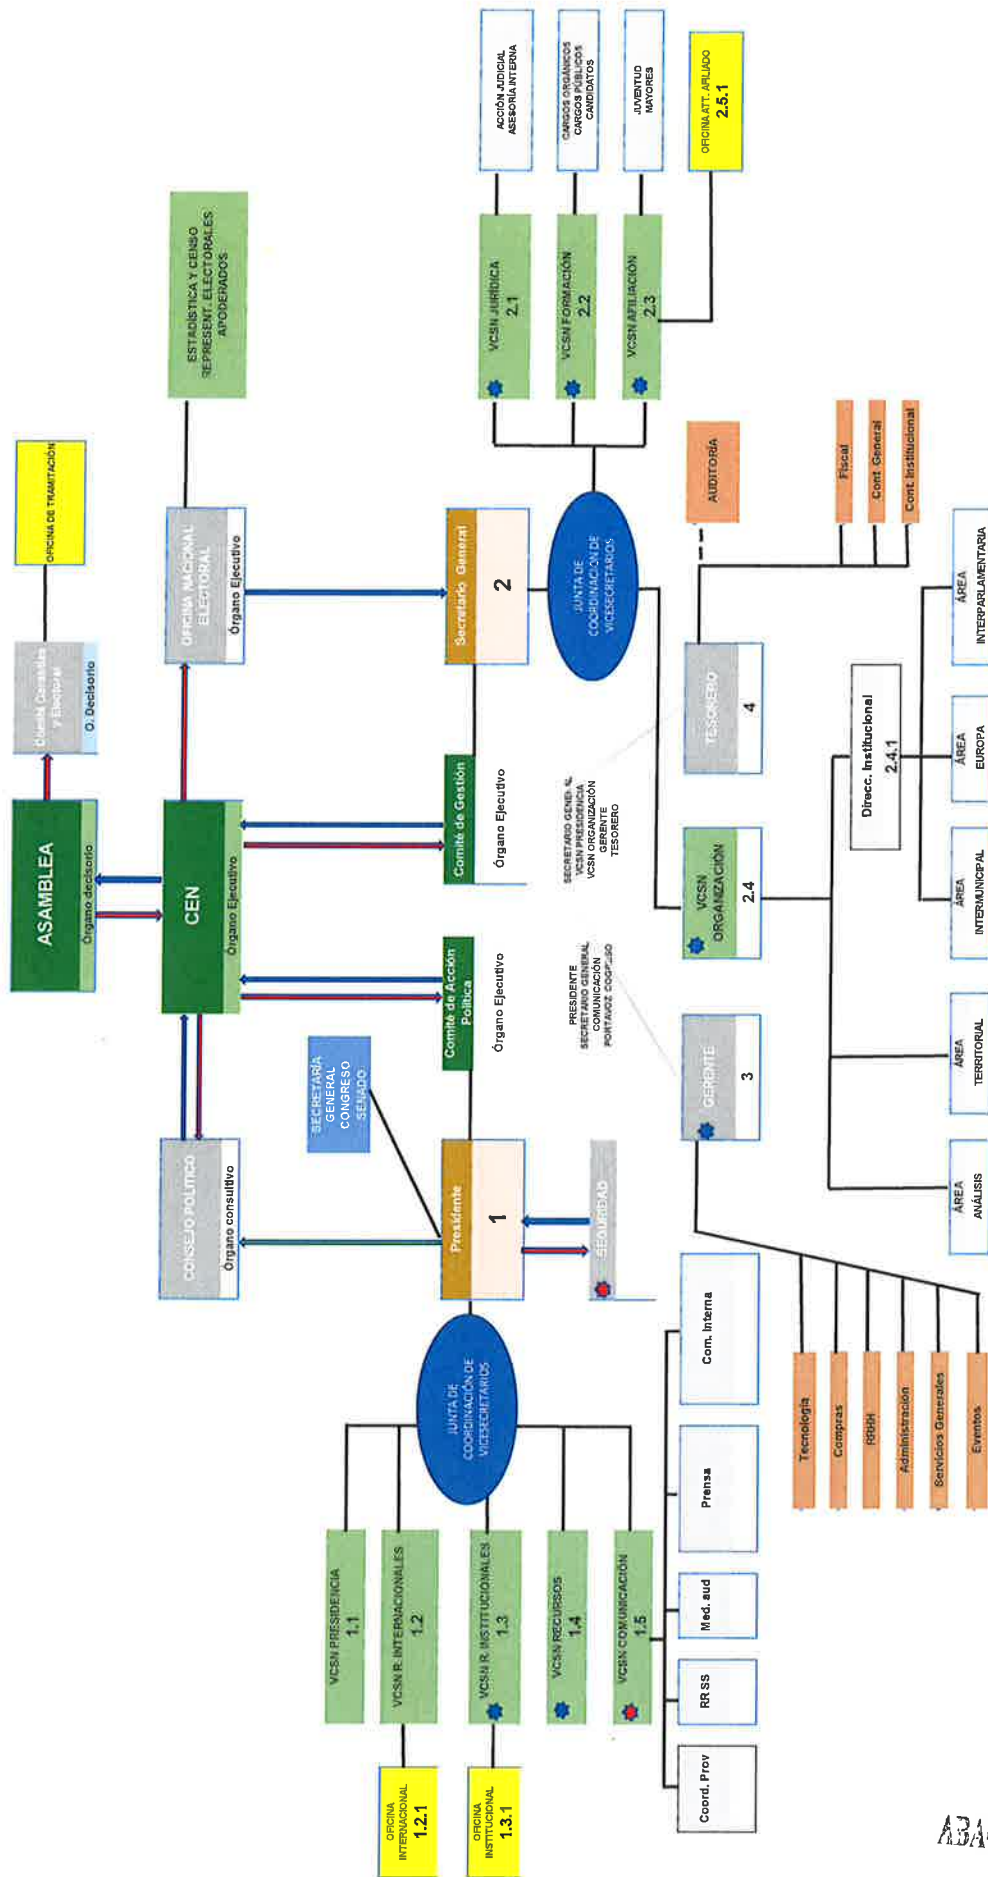 ASAMBLEA
Órgano decisorio
Comité Garantías
y Electoral
O. Decisorio
OFICINA DE TRAMITACIÓN
CONSEJO POLÍTICO
Órgano consultivo
CEN
Órgano Ejecutivo
OFICINA NACIONAL
ELECTORAL
Órgano Ejecutivo
ESTADÍSTICA Y CENSO
REPRESENT. ELECTORALES
APODERADOS
SECRETARÍA
GENERAL
CONGRESO
SENADO
VCSN PRESIDENCIA
1.1
VCSN R. INTERNACIONALES
1.2
OFICINA
INTERNACIONAL
1.2.1
VCSN R. INSTITUCIONALES
1.3
OFICINA
INSTITUCIONAL
1.3.1
VCSN RECURSOS
1.4
VCSN COMUNICACIÓN
1.5
JUNTA DE
COORDINACIÓN DE
VICESECRETARIOS
Presidente
1
Comité de Acción
Política
Órgano Ejecutivo
Comité de Gestión
Órgano Ejecutivo
Secretario General
2
JUNTA DE
COORDINACIÓN DE
VICESECRETARIOS
VCSN JURÍDICA
2.1
ACCIÓN JUDICIAL
ASESORÍA INTERNA
VCSN FORMACIÓN
2.2
CARGOS ORGÁNICOS
CARGOS PÚBLICOS
CANDIDATOS
VCSN AFILIACIÓN
2.3
JUVENTUD
MAYORES
OFICINA ATT. AFILIADO
2.5.1
SEGURIDAD
PRESIDENTE
SECRETARIO GENERAL
COMUNICACIÓN
PORTAVOZ
SECRETARIO GENERAL
VCSN PRESIDENCIA
VCSN ORGANIZACIÓN
GERENTE
TESORERO
Coord. Prov
RR SS
Med. aud
Prensa
Com. Interna
GERENTE
3
VCSN
ORGANIZACIÓN
2.4
TESORERO
4
AUDITORÍA
Tecnología
Compras
RRHH
Administración
Servicios Generales
Eventos
Fiscal
Cont. General
Cont. Institucional
Direcc. Institucional
2.4.1
ÁREA
ANÁLISIS
ÁREA
TERRITORIAL
ÁREA
INTERMUNICIPAL
ÁREA
EUROPA
ÁREA
INTERPARLAMENTARIA